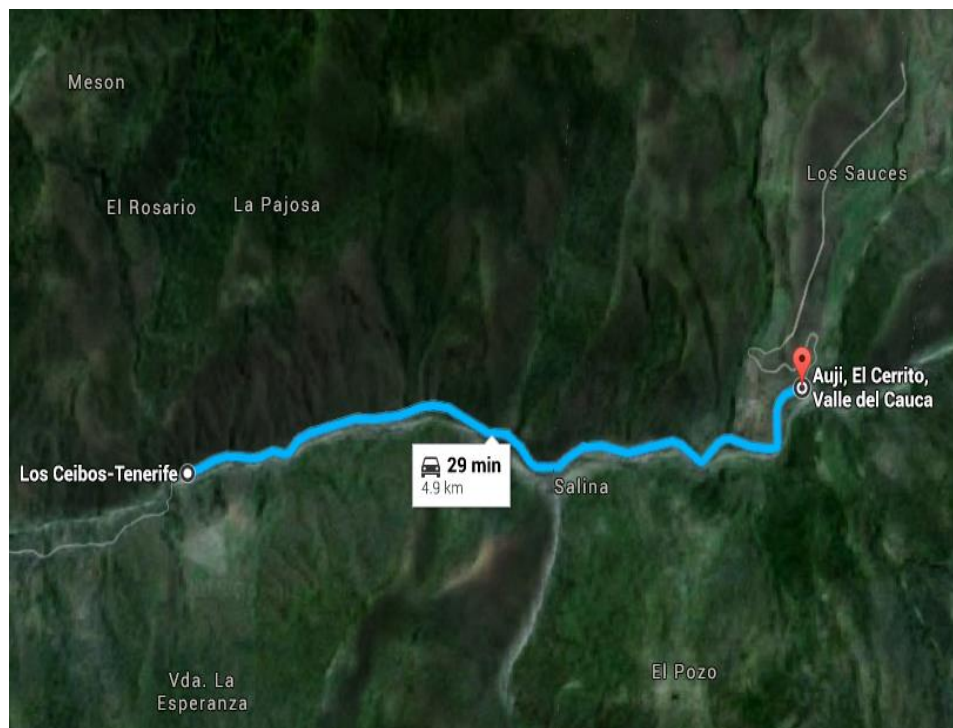 Meson
Los Sauces
El Rosario
La Pajosa
Auji, El Cerrito,
Valle del Cauca
Los Ceibos-Tenerife
29 min
4.9 km
Salina
Vda. La
Esperanza
El Pozo